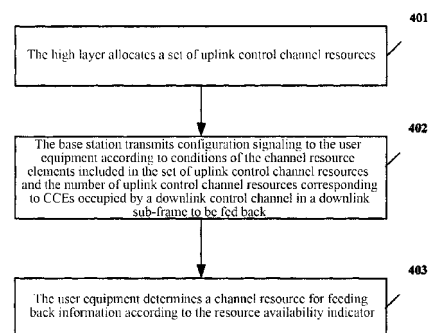 401
The high layer allocates a set of uplink control channel resources
402
The base station transmits configuration signaling to the user
equipment according to conditions of the channel resource
elements included in the set of uplink control channel resources
and the number of uplink control channel resources corresponding
to CCEs occupied by a downlink control channel in a downlink
sub-frame to be fed back
403
The user equipment determines a channel resource for feeding
back information according to the resource availability indicator